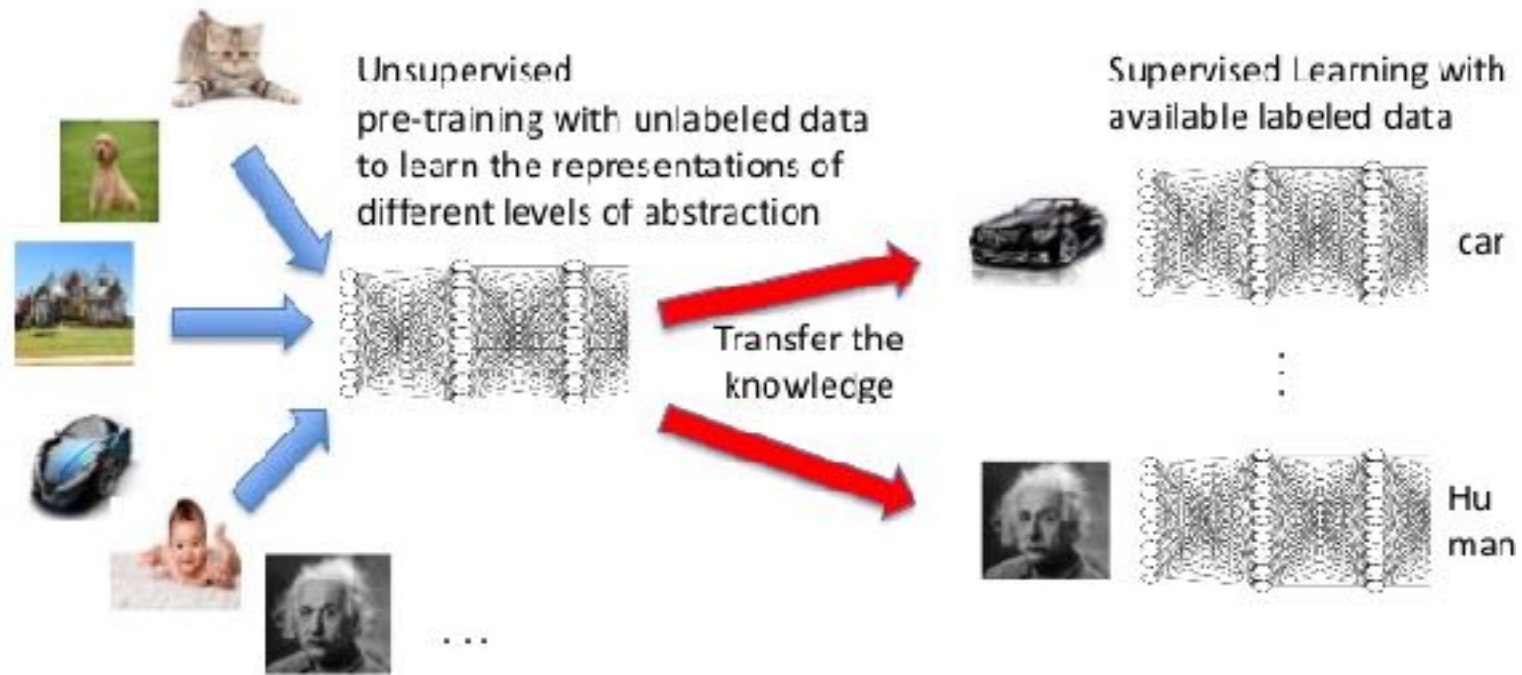 Unsupervised
pre-training with unlabeled data
to learn the representations of
different levels of abstraction
Supervised Learning with
available labeled data
car
Transfer the
knowledge
Hu
man
. . .